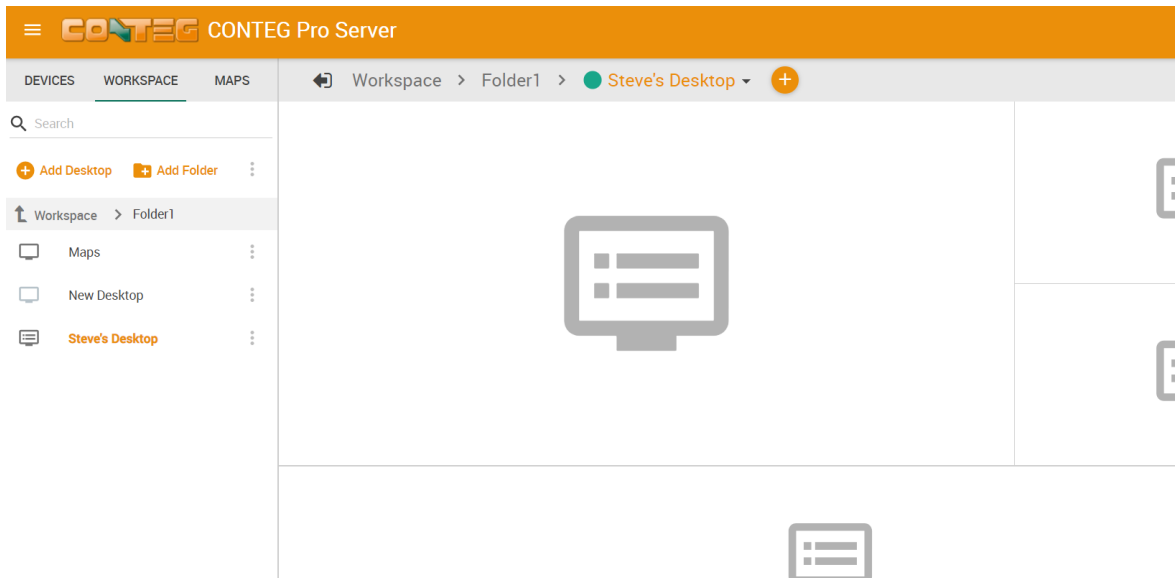 CONTEG CONTEG Pro Server
DEVICES WORKSPACE MAPS
Workspace > Folder1 > Steve's Desktop
Search
Add Desktop Add Folder
Workspace > Folder1
Maps
New Desktop
Steve's Desktop